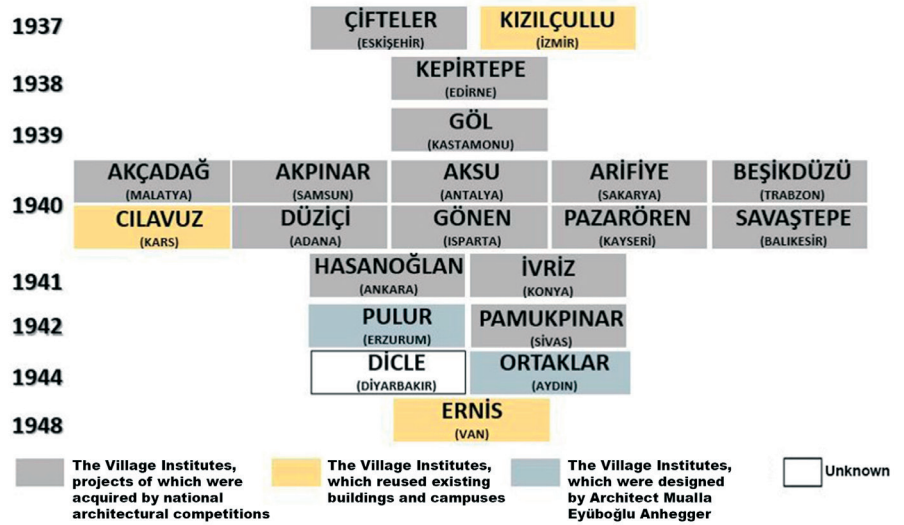 1937
ÇİFTELER
(ESKİŞEHİR)
KIZILÇULLU
(İZMİR)
1938
KEPİRTEPE
(EDİRNE)
1939
GÖL
(KASTAMONU)
1940
AKÇADAĞ
(MALATYA)
AKPINAR
(SAMSUN)
AKSU
(ANTALYA)
ARİFİYE
(SAKARYA)
BEŞİKDÜZÜ
(TRABZON)
CILAVUZ
(KARS)
DÜZİÇİ
(ADANA)
GÖNEN
(ISPARTA)
PAZARÖREN
(KAYSERİ)
SAVAŞTEPE
(BALIKESİR)
1941
HASANOĞLAN
(ANKARA)
İVRİZ
(KONYA)
1942
PULUR
(ERZURUM)
PAMUKPINAR
(SİVAS)
1944
DİCLE
(DİYARBAKIR)
ORTAKLAR
(AYDIN)
1948
ERNİS
(VAN)
The Village Institutes,
projects of which were
acquired by national
architectural competitions
The Village Institutes,
which reused existing
buildings and campuses
The Village Institutes,
which were designed
by Architect Mualla
Eyüboğlu Anhegger
Unknown